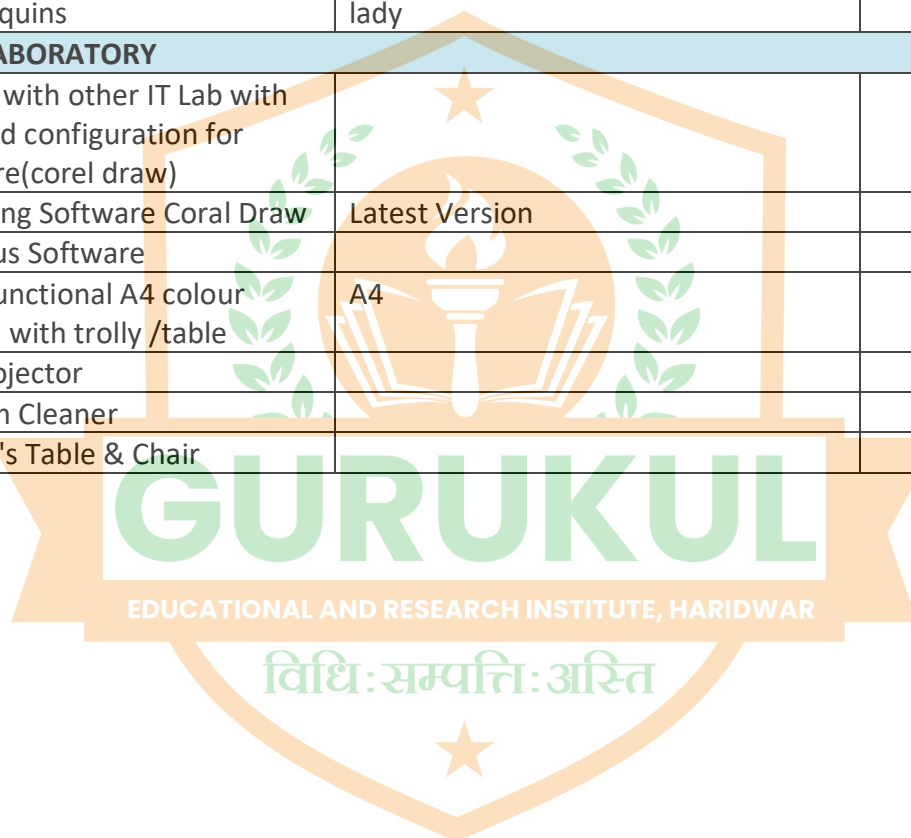 quins lady
ABORATORY
with other IT Lab with
d configuration for
re(corel draw)
ng Software Coral Draw Latest Version
us Software
unctional A4 colour A4
with trolly /table
ojector
n Cleaner
's Table & Chair
GURUKUL
EDUCATIONAL AND RESEARCH INSTITUTE, HARIDWAR
विधि:सम्पत्ति:अस्ति